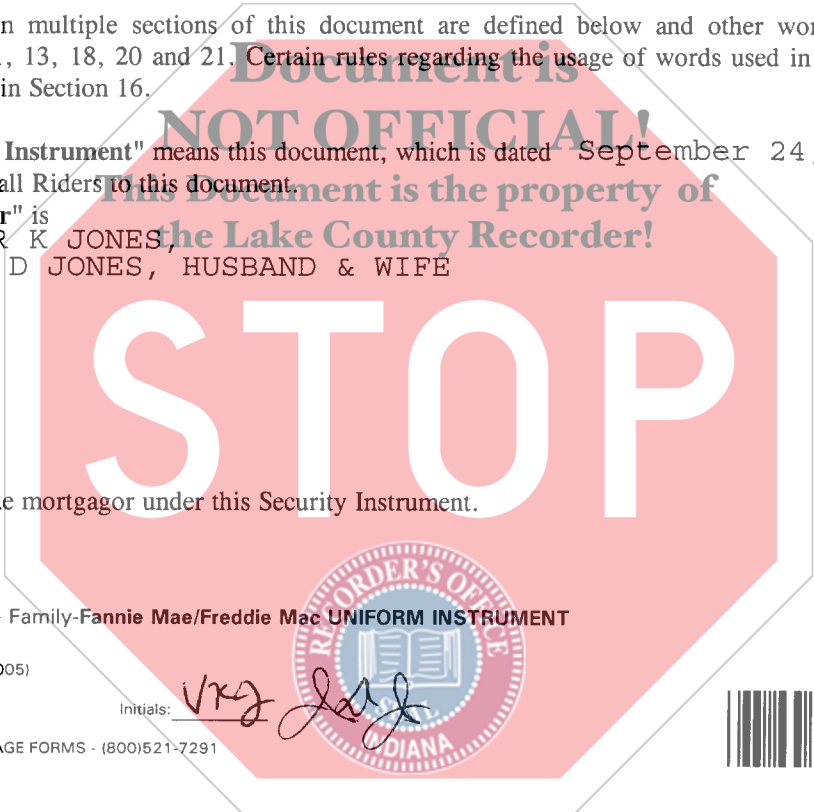 n multiple sections of this document are defined below and other wor
, 13, 18, 20 and 21. Certain rules regarding the usage of words used in
in Section 16.
Document is
NOT OFFICIAL!
This Document is the property of
the Lake County Recorder!
Instrument" means this document, which is dated September 24,
all Riders to this document.
r" is
R K JONES,
D JONES, HUSBAND & WIFE
STOP
e mortgagor under this Security Instrument.
Family-Fannie Mae/Freddie Mac UNIFORM INSTRUMENT
005)
Initials: VKJ
AGE FORMS - (800)521-7291
RECORDER'S OFFICE
SEAL
INDIANA